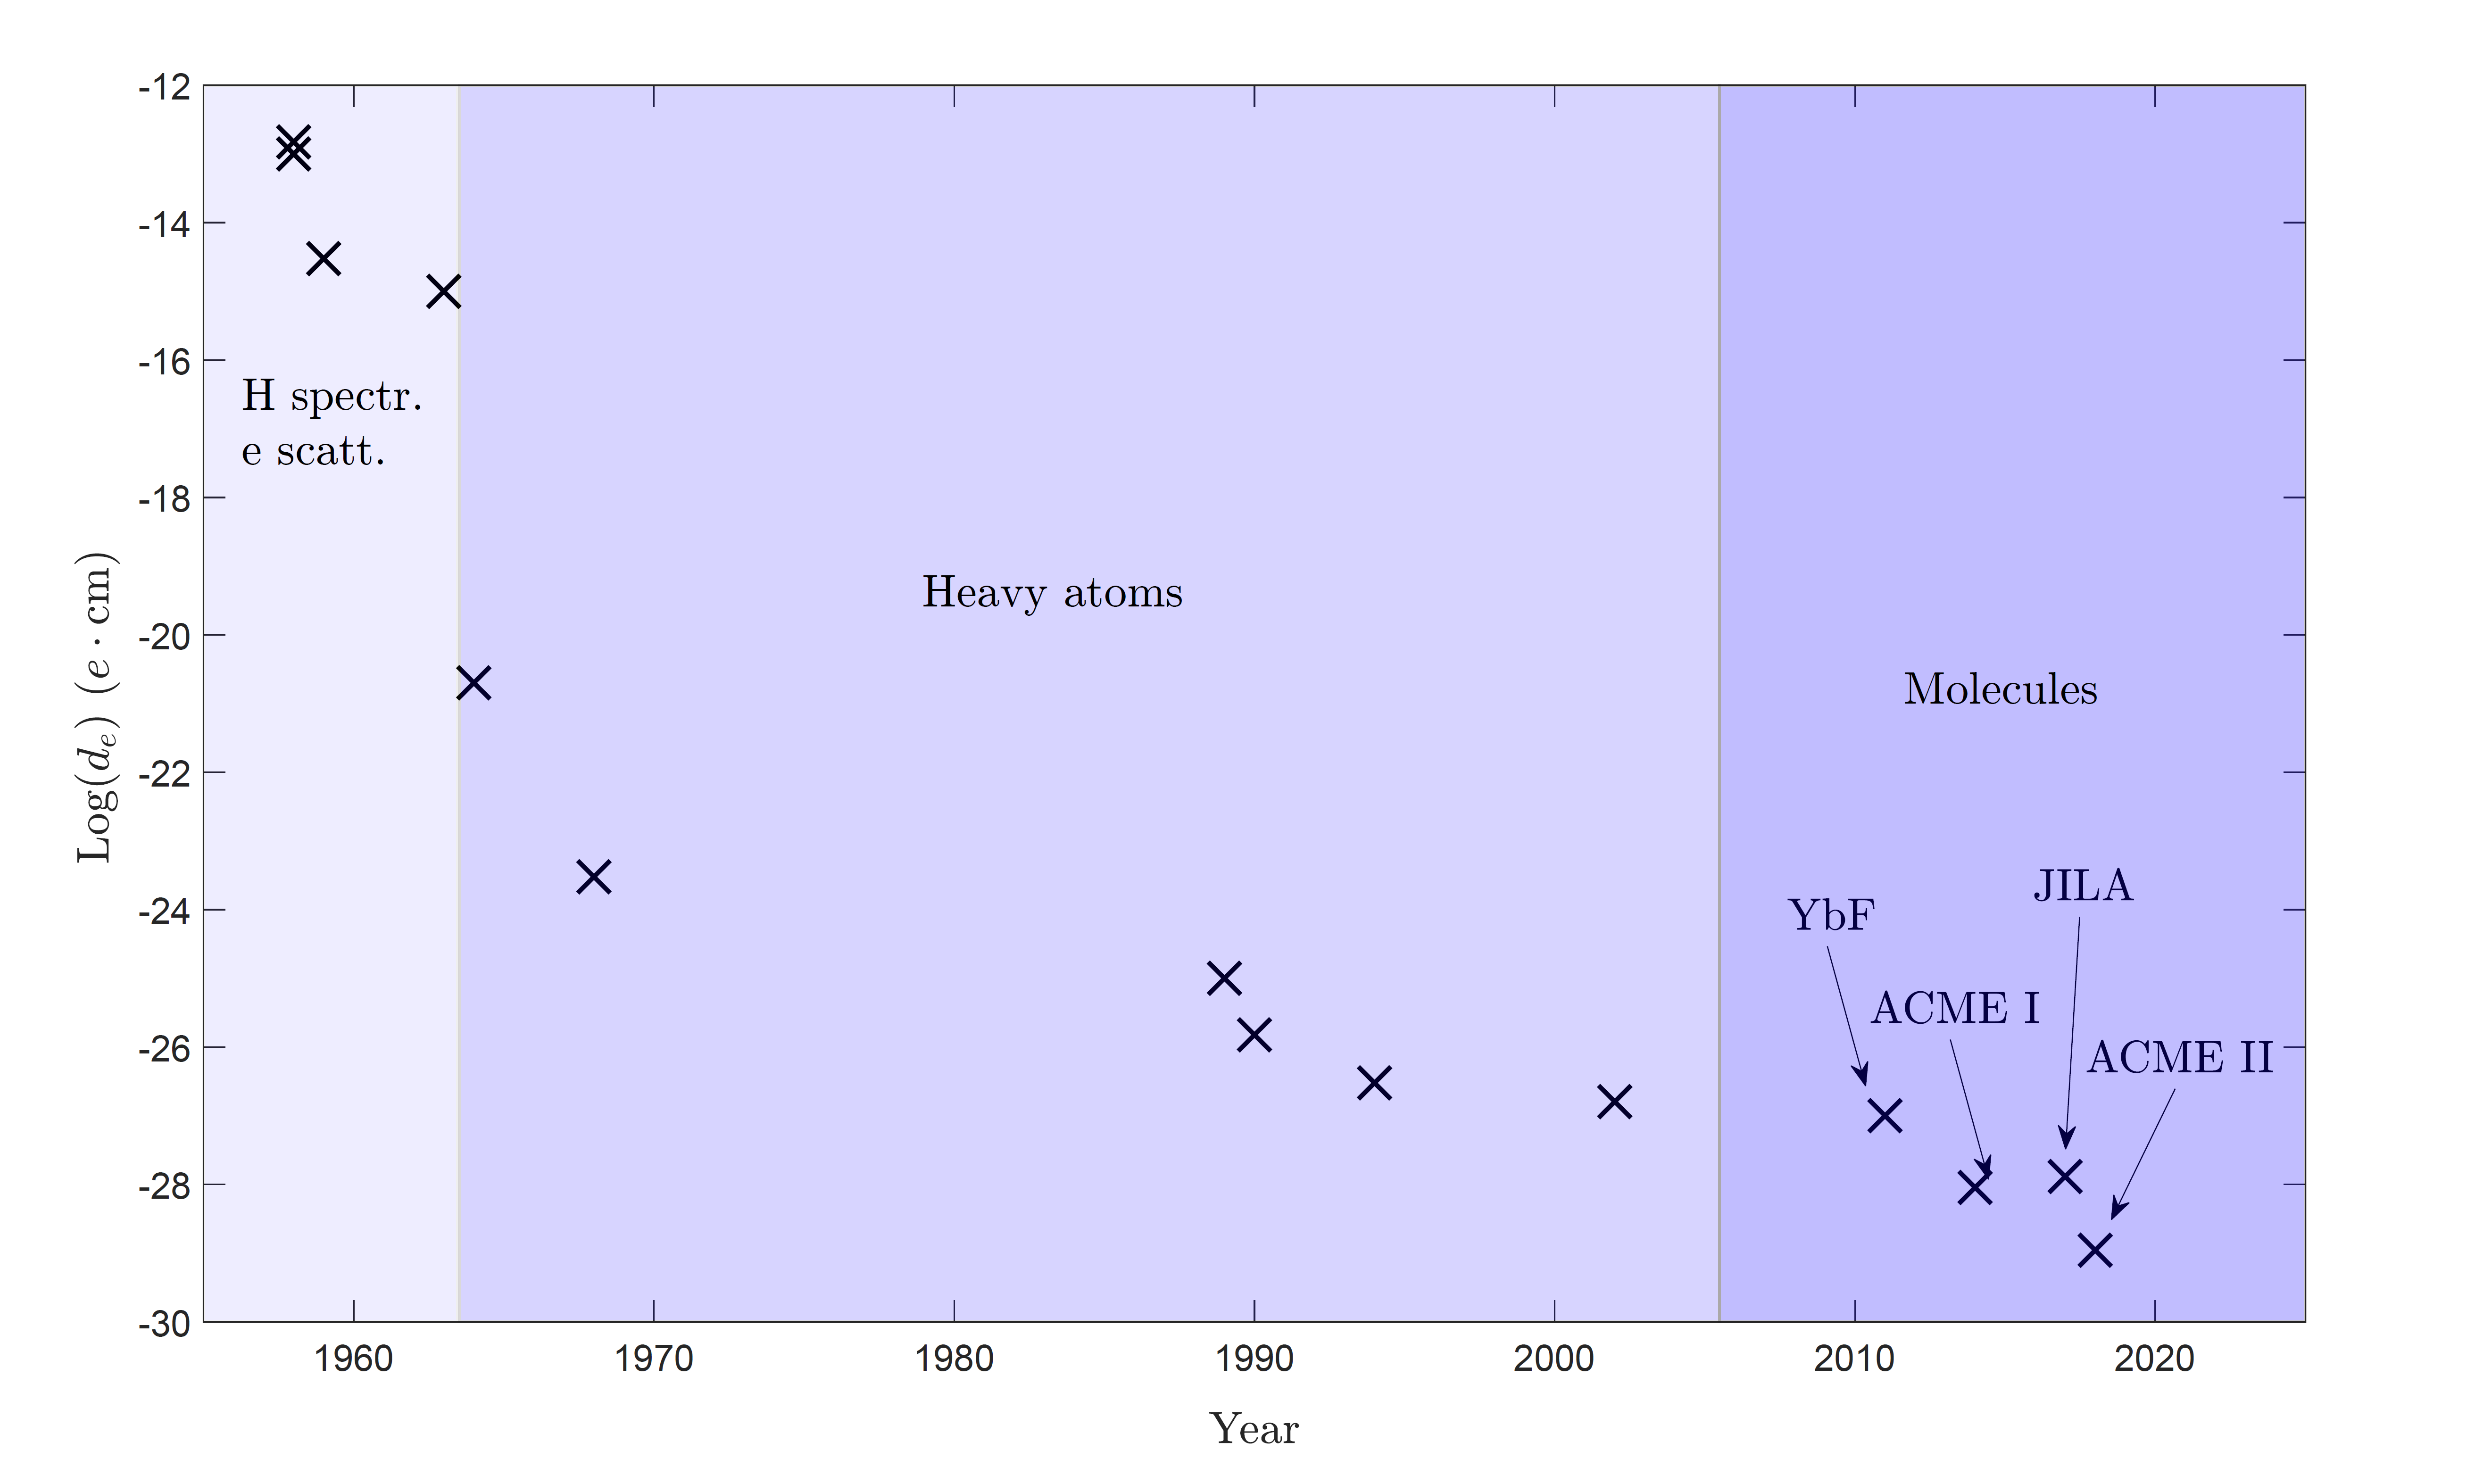 -12
-14
-16
-18
-20
-22
-24
-26
-28
-30
Log(dₑ) (e · cm)
H spectr.
e scatt.
Heavy atoms
Molecules
JILA
YbF
ACME I
ACME II
1960
1970
1980
1990
2000
2010
2020
Year